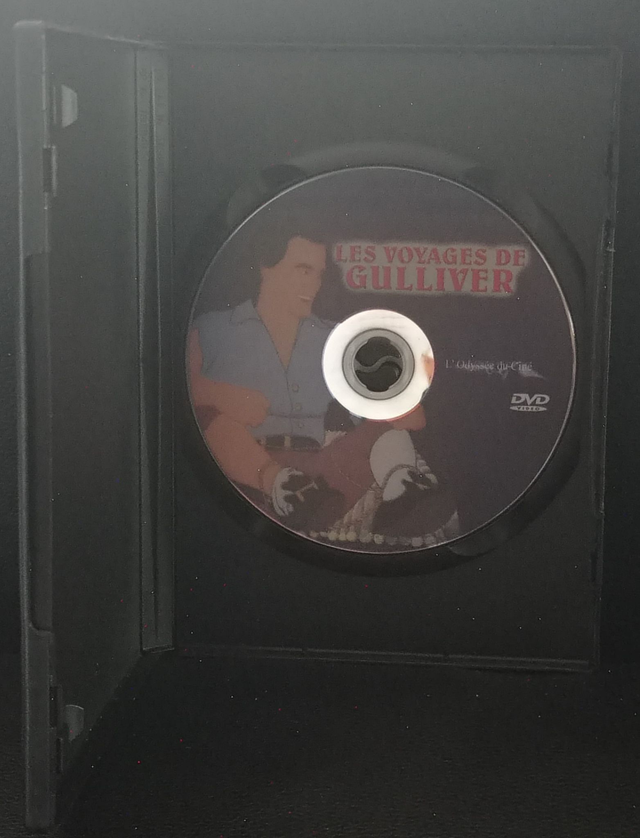 LES VOYAGES DE
GULLIVER
L'Odyssée du Ciné
DVD
VIDEO